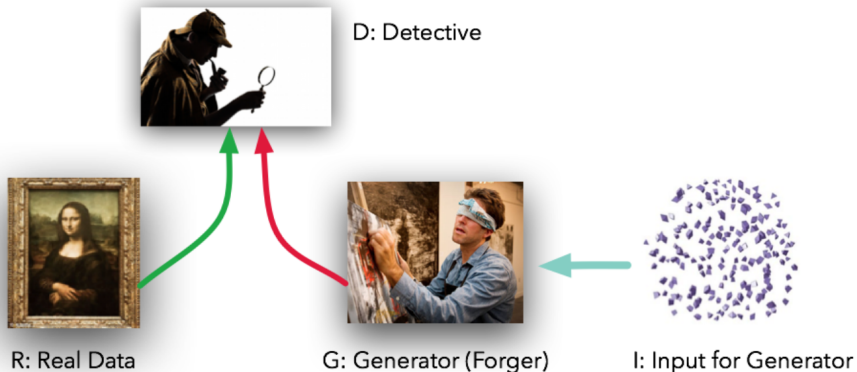 D: Detective
R: Real Data
G: Generator (Forger)
I: Input for Generator